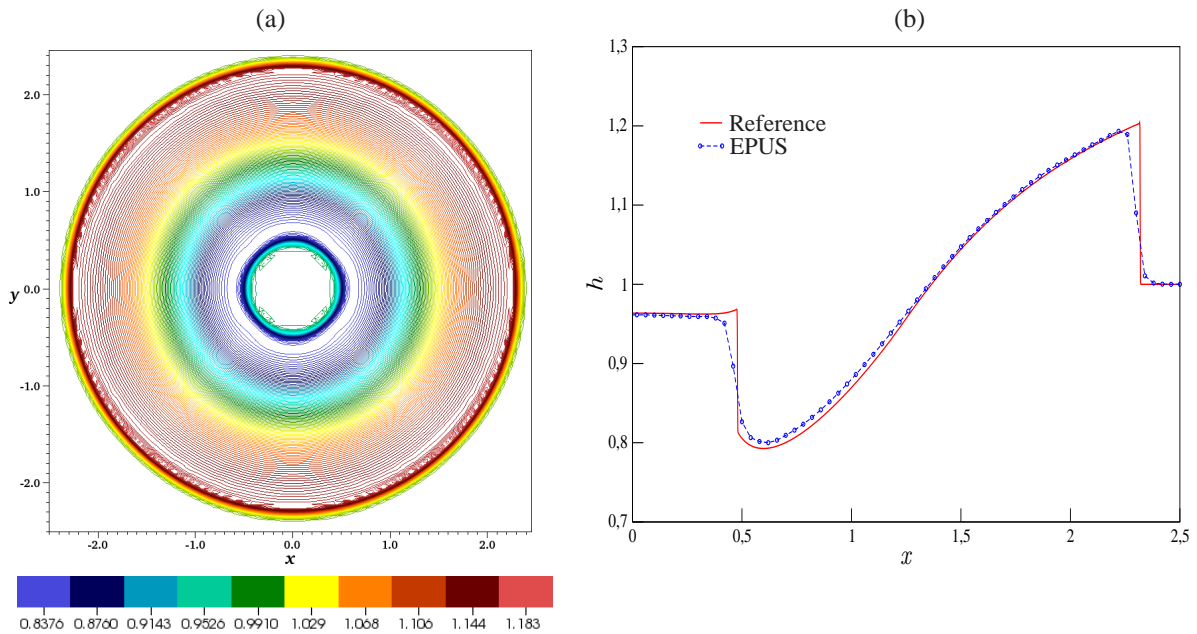 (a)
2.0
1.0
0.0
-1.0
-2.0
y
-2.0 -1.0 0.0 1.0 2.0
x
0.8376 0.8760 0.9143 0.9526 0.9910 1.029 1.068 1.106 1.144 1.183
(b)
1,3
1,2
1,1
1
0,9
0,8
0,7
h
Reference
EPUS
0 0,5 1 1,5 2 2,5
x